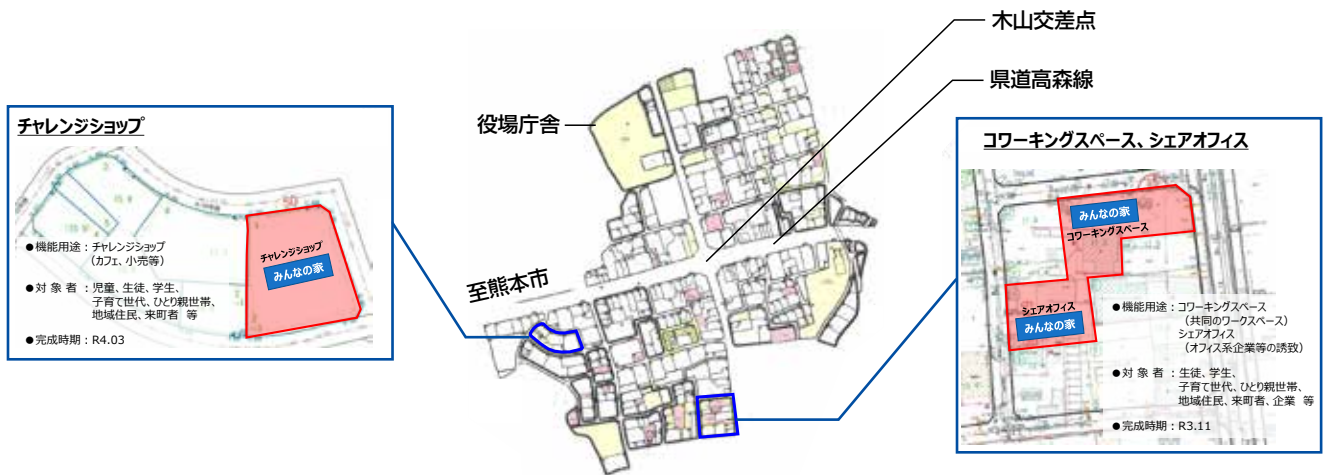 木山交差点
県道高森線
役場庁舎
至熊本市
チャレンジショップ
50
チャレンジショップ
みんなの家
●機能用途：チャレンジショップ
（カフェ、小売等）
●対 象 者 ：児童、生徒、学生、
子育て世代、ひとり親世帯、
地域住民、来町者 等
●完成時期：R4.03
コワーキングスペース、シェアオフィス
みんなの家
コワーキングスペース
シェアオフィス
みんなの家
●機能用途：コワーキングスペース
（共同のワークスペース）
シェアオフィス
（オフィス系企業等の誘致）
●対 象 者 ：生徒、学生、
子育て世代、ひとり親世帯、
地域住民、来町者、企業 等
●完成時期：R3.11